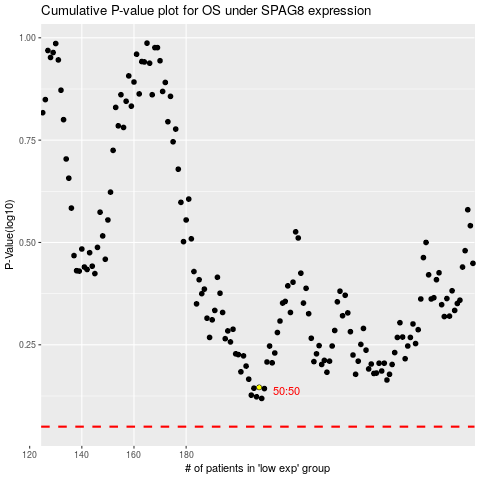 Cumulative P-value plot for OS under SPAG8 expression
1.00
0.75
0.50
0.25
P-Value(log10)
50:50
120 140 160 180
# of patients in 'low exp' group